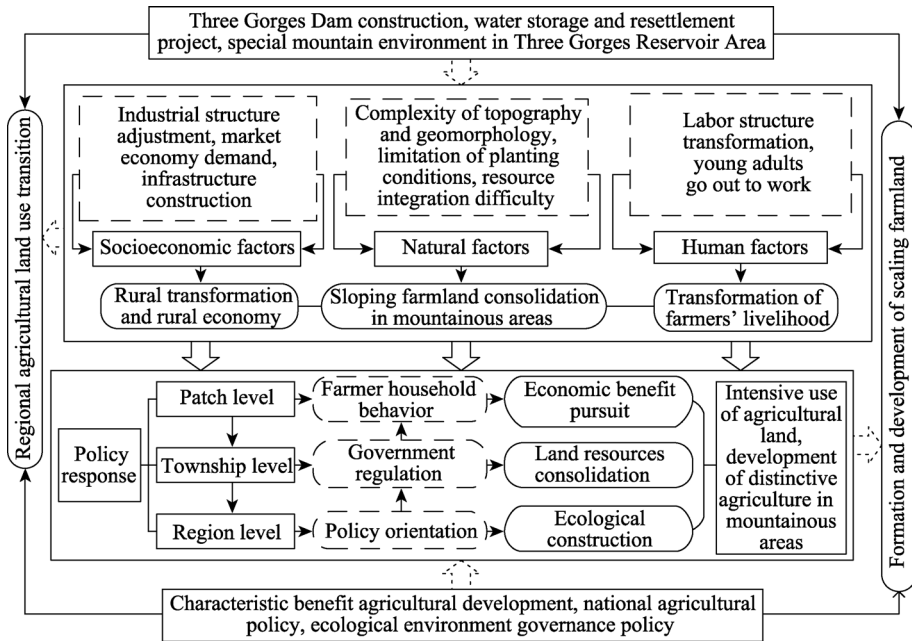 Three Gorges Dam construction, water storage and resettlement
project, special mountain environment in Three Gorges Reservoir Area
Regional agricultural land use transition
Industrial structure
adjustment, market
economy demand,
infrastructure
construction
Complexity of topography
and geomorphology,
limitation of planting
conditions, resource
integration difficulty
Labor structure
transformation,
young adults
go out to work
Socioeconomic factors
Natural factors
Human factors
Rural transformation
and rural economy
Sloping farmland consolidation
in mountainous areas
Transformation of
farmers' livelihood
Policy
response
Patch level
Township level
Region level
Farmer household
behavior
Government
regulation
Policy orientation
Economic benefit
pursuit
Land resources
consolidation
Ecological
construction
Intensive use
of agricultural
land,
development of
distinctive
agriculture in
mountainous
areas
Formation and development of scaling farmland
Characteristic benefit agricultural development, national agricultural
policy, ecological environment governance policy